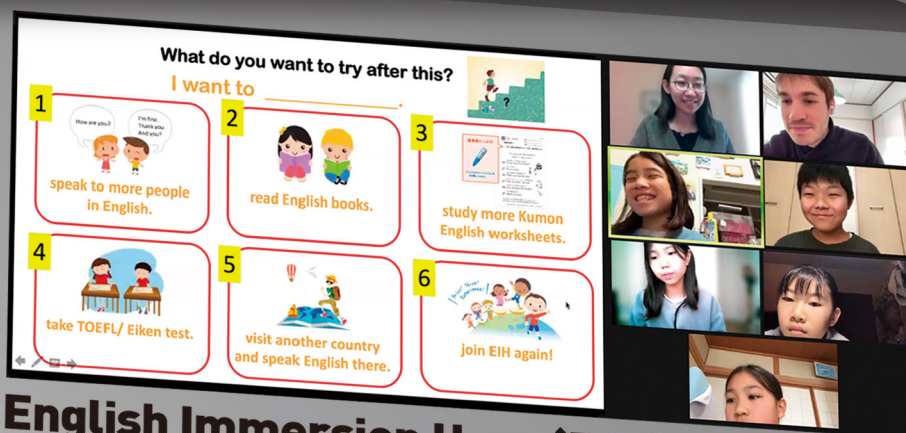 What do you want to try after this?
I want to ____________.
?
1
How are you?
I'm fine.
Thank you.
And you?
speak to more people
in English.
2
read English books.
3
study more Kumon
English worksheets.
4
take TOEFL/ Eiken test.
5
visit another country
and speak English there.
6
join EIH again!
English Immersion